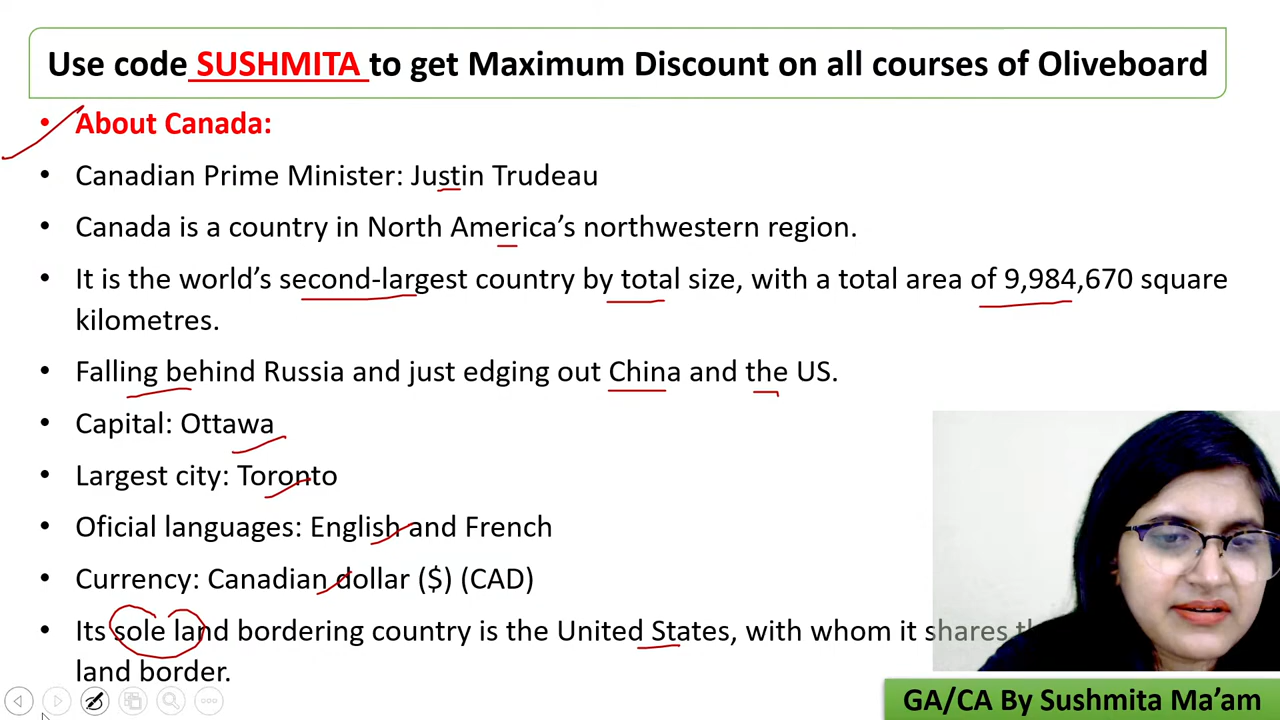 Use code SUSHMITA to get Maximum Discount on all courses of Oliveboard
• About Canada:
• Canadian Prime Minister: Justin Trudeau
• Canada is a country in North America’s northwestern region.
• It is the world’s second-largest country by total size, with a total area of 9,984,670 square
kilometres.
• Falling behind Russia and just edging out China and the US.
• Capital: Ottawa
• Largest city: Toronto
• Oficial languages: English and French
• Currency: Canadian dollar ($) (CAD)
• Its sole land bordering country is the United States, with whom it shares
land border.
GA/CA By Sushmita Ma’am